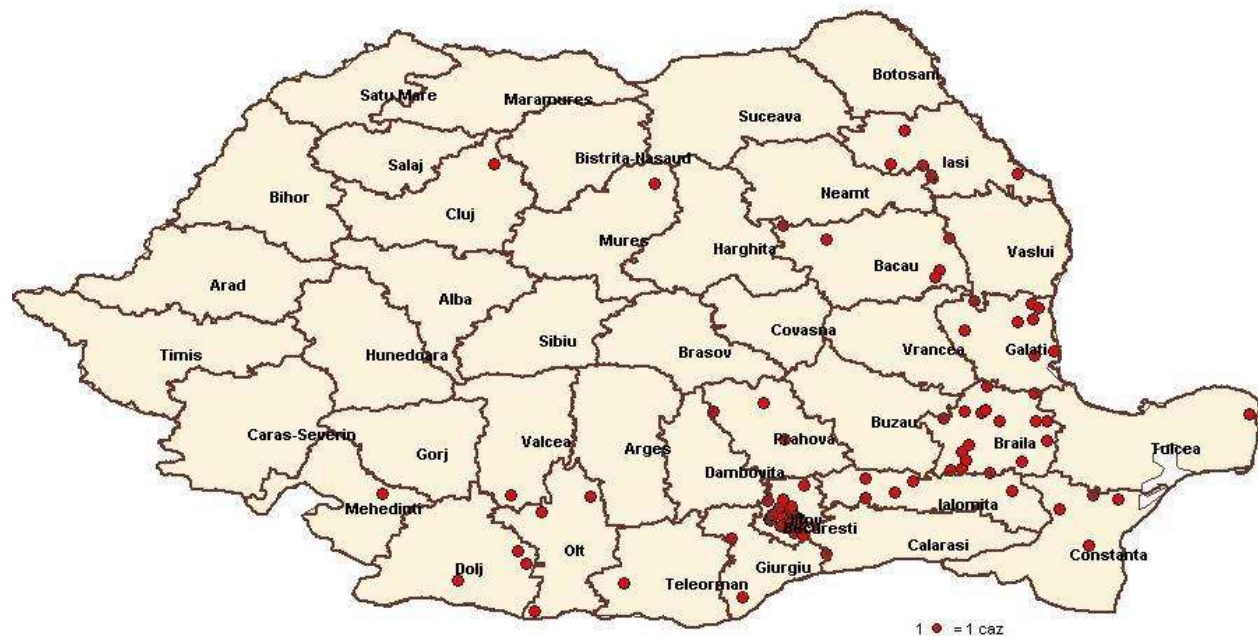 Botosani
Satu Mare
Maramures
Suceava
Iasi
Salaj
Bistrita-Nasaud
Neamt
Bihor
Cluj
Mures
Harghita
Vaslui
Bacau
Arad
Alba
Covasna
Timis
Hunedoara
Sibiu
Brasov
Vrancea
Galati
Caras-Severin
Gorj
Valcea
Arges
Prahova
Buzau
Braila
Tulcea
Dambovita
Mehedinti
Ialomita
Bucuresti
Olt
Calarasi
Constanta
Dolj
Teleorman
Giurgiu
1 = 1 caz